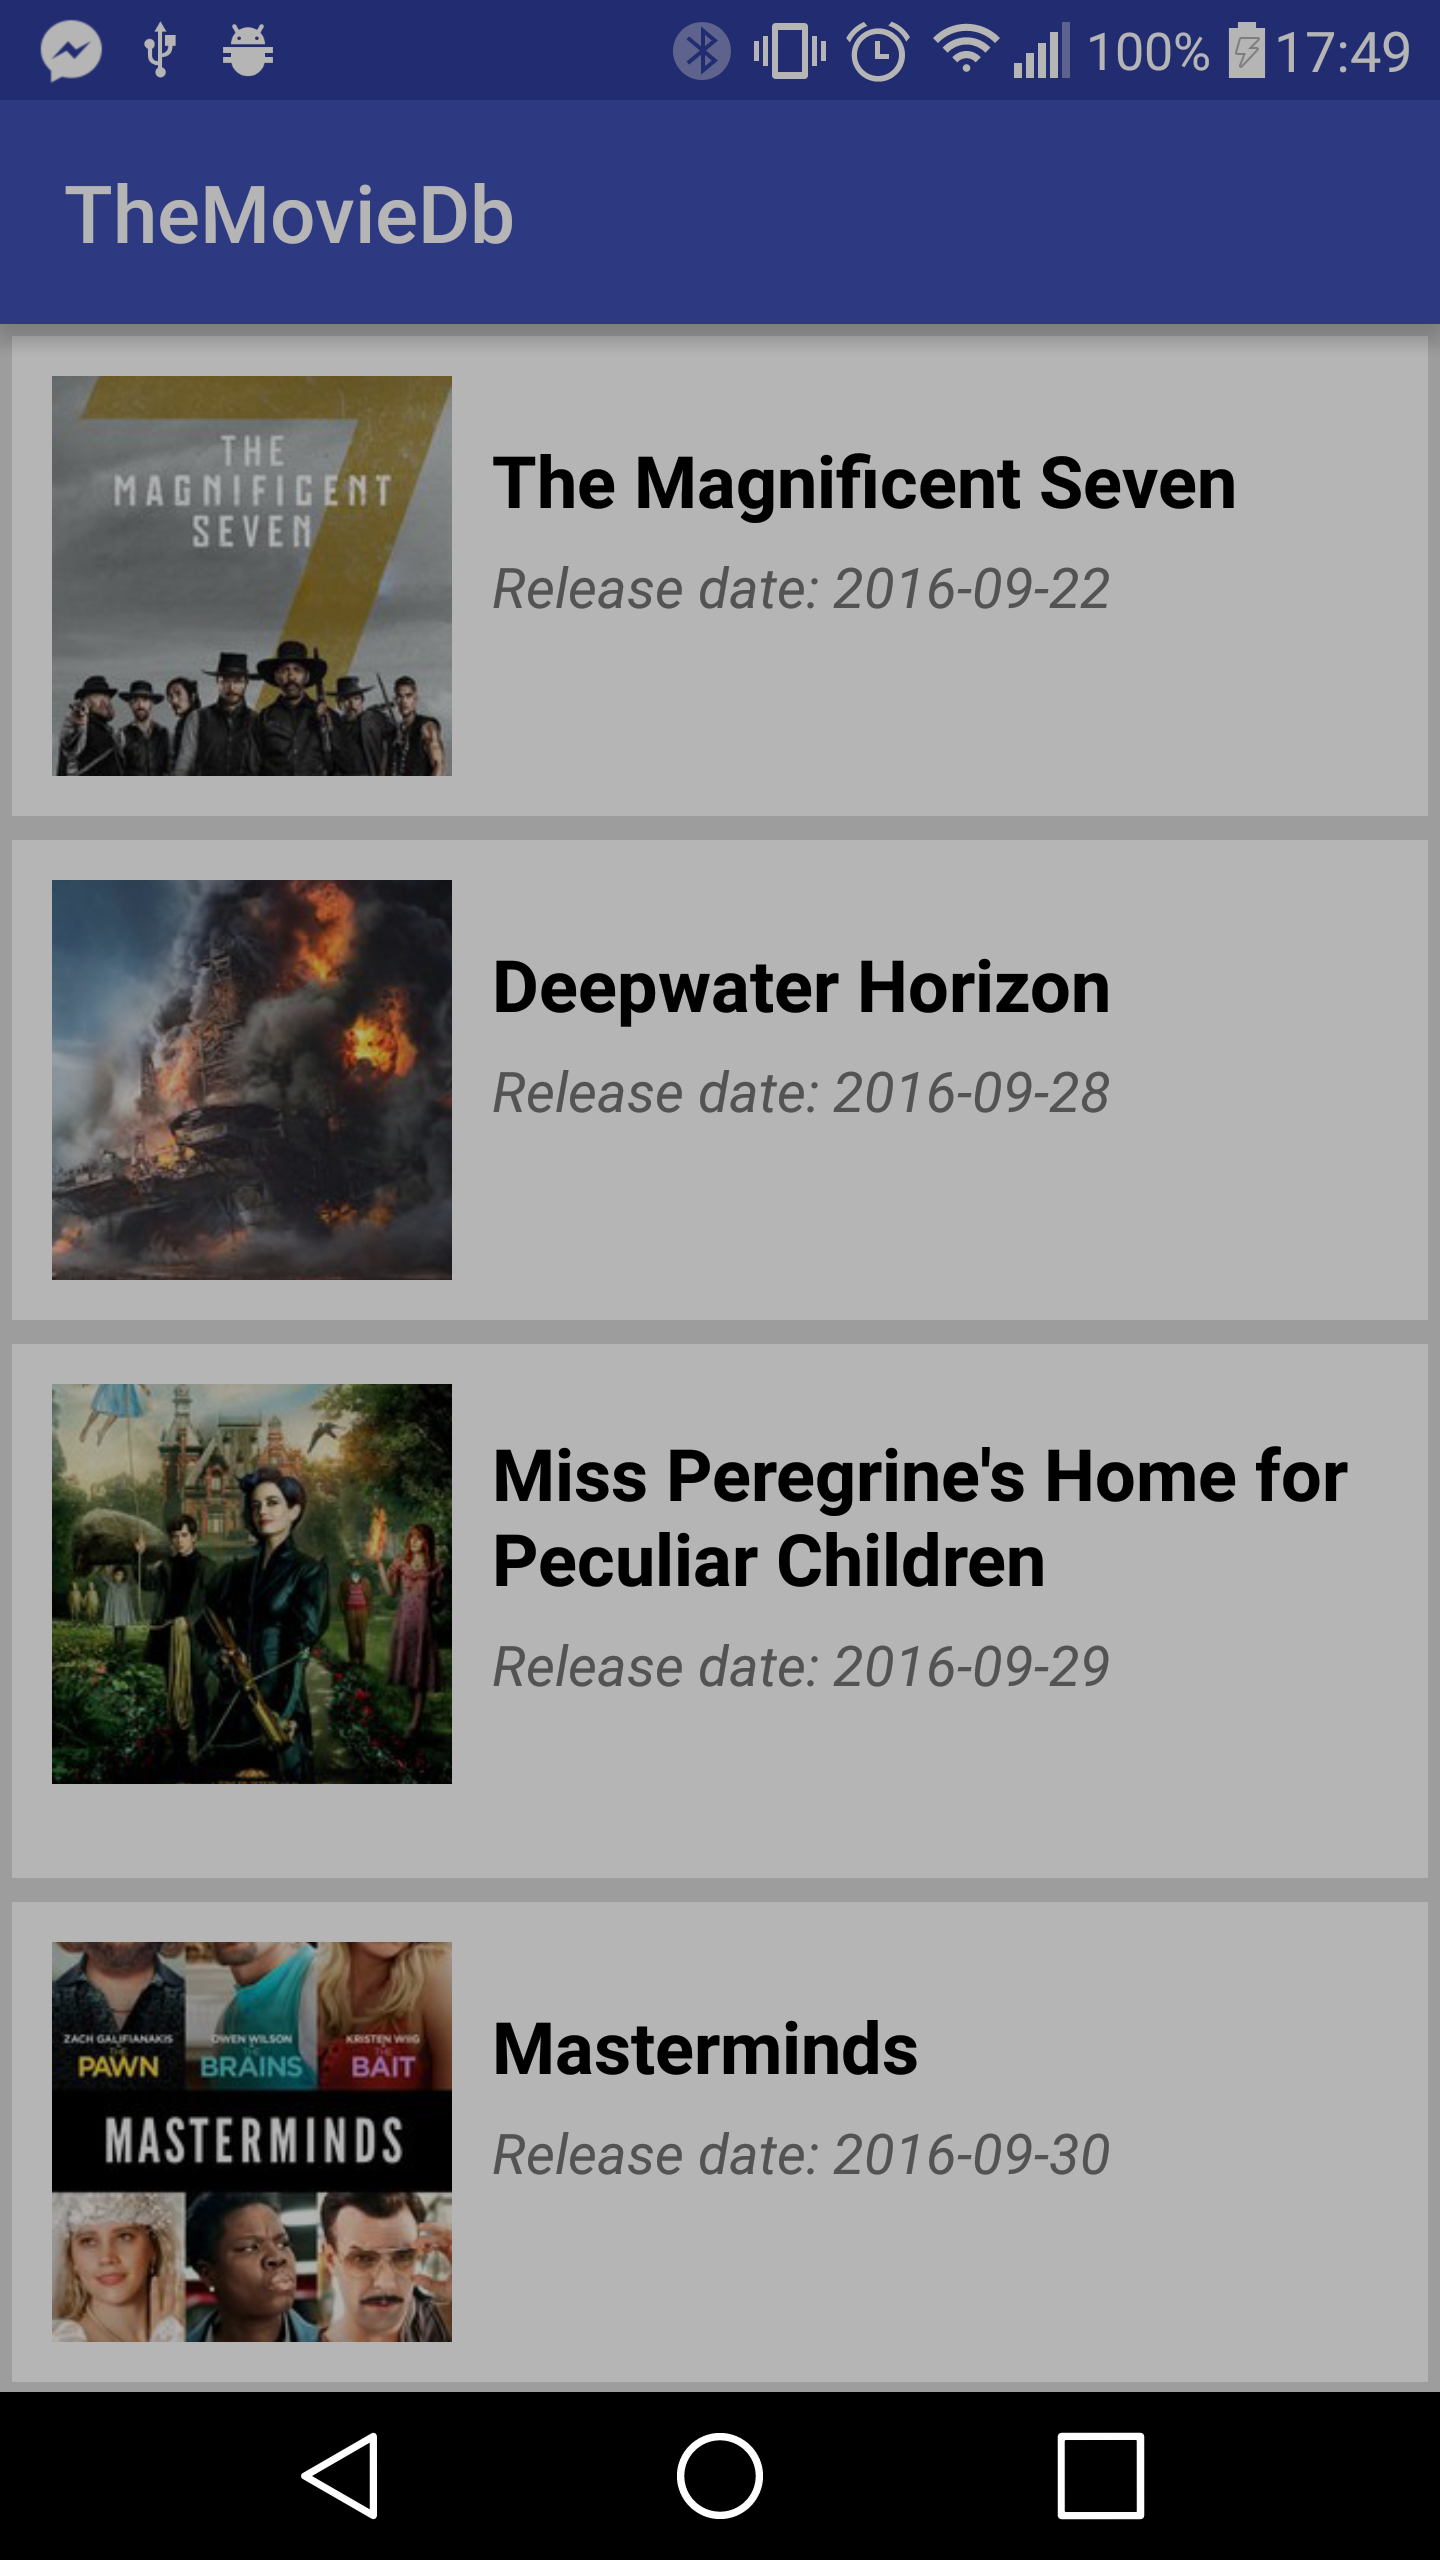 100% 17:49
TheMovieDb
THE
MAGNIFICENT
SEVEN
The Magnificent Seven
Release date: 2016-09-22
Deepwater Horizon
Release date: 2016-09-28
Miss Peregrine's Home for
Peculiar Children
Release date: 2016-09-29
ZACH GALIFIANAKIS OWEN WILSON KRISTEN WIIG
THE THE THE
PAWN BRAINS BAIT
MASTERMINDS
Masterminds
Release date: 2016-09-30